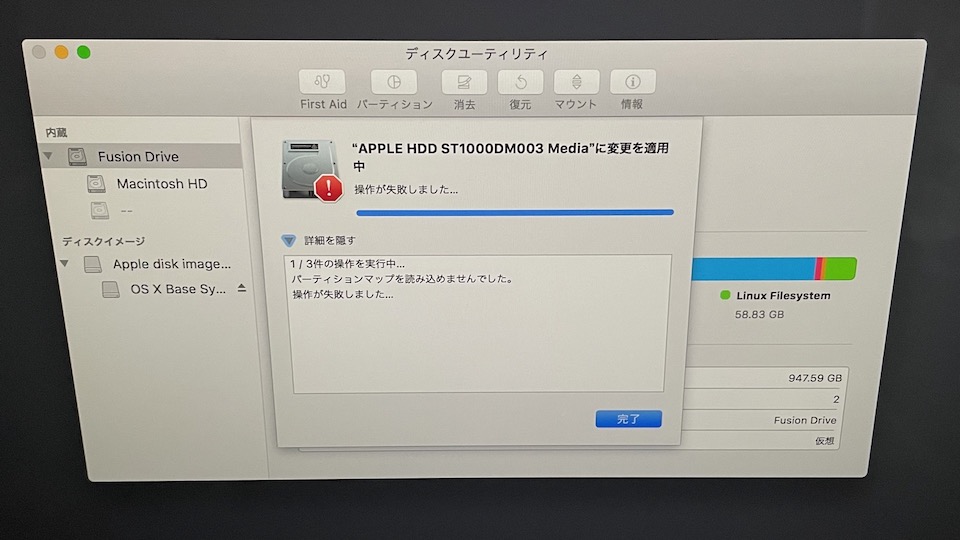 ディスクユーティリティ
First Aid
パーティション
消去
復元
マウント
情報
内蔵
Fusion Drive
Macintosh HD
--
ディスクイメージ
Apple disk image...
OS X Base Sy...
“APPLE HDD ST1000DM003 Media”に変更を適用
中
操作が失敗しました...
詳細を隠す
1 / 3件の操作を実行中...
パーティションマップを読み込めませんでした。
操作が失敗しました...
完了
Linux Filesystem
58.83 GB
947.59 GB
2
Fusion Drive
仮想